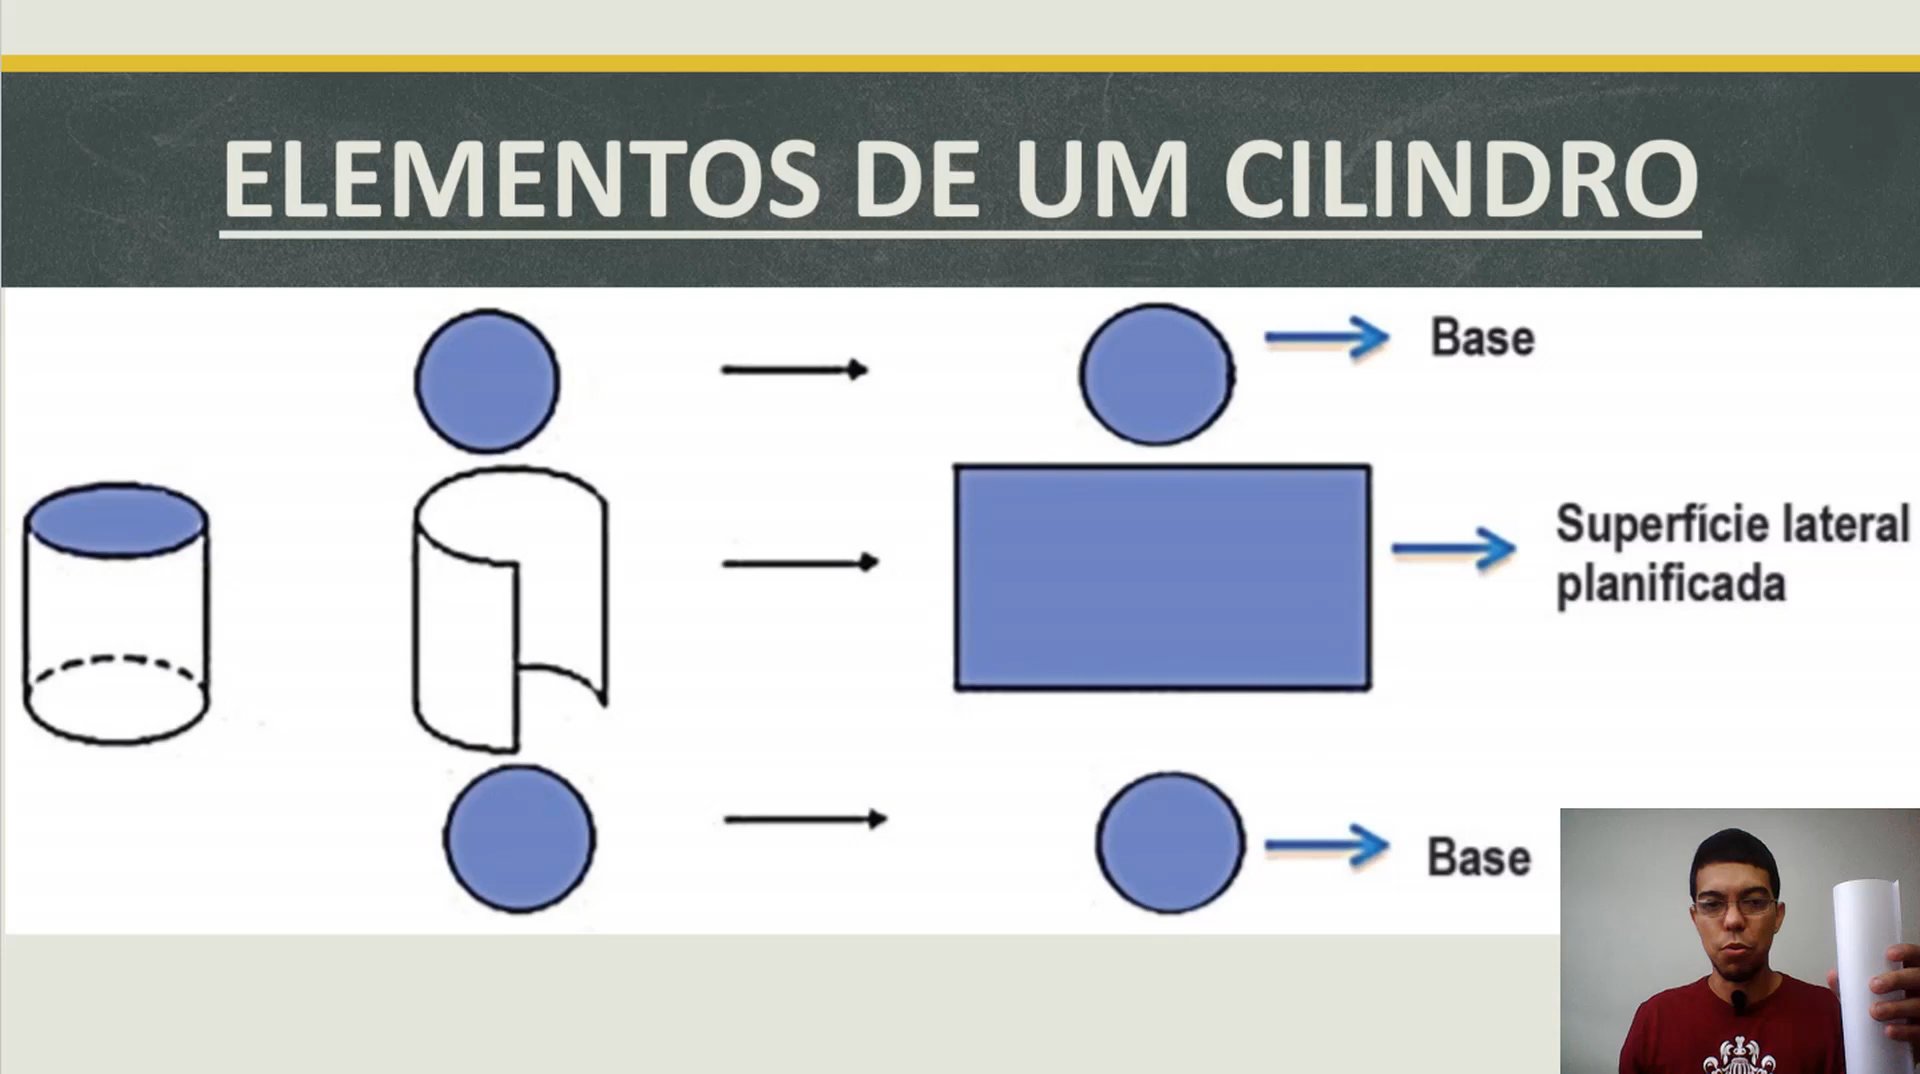 ELEMENTOS DE UM CILINDRO
Base
Superfície lateral
planificada
Base